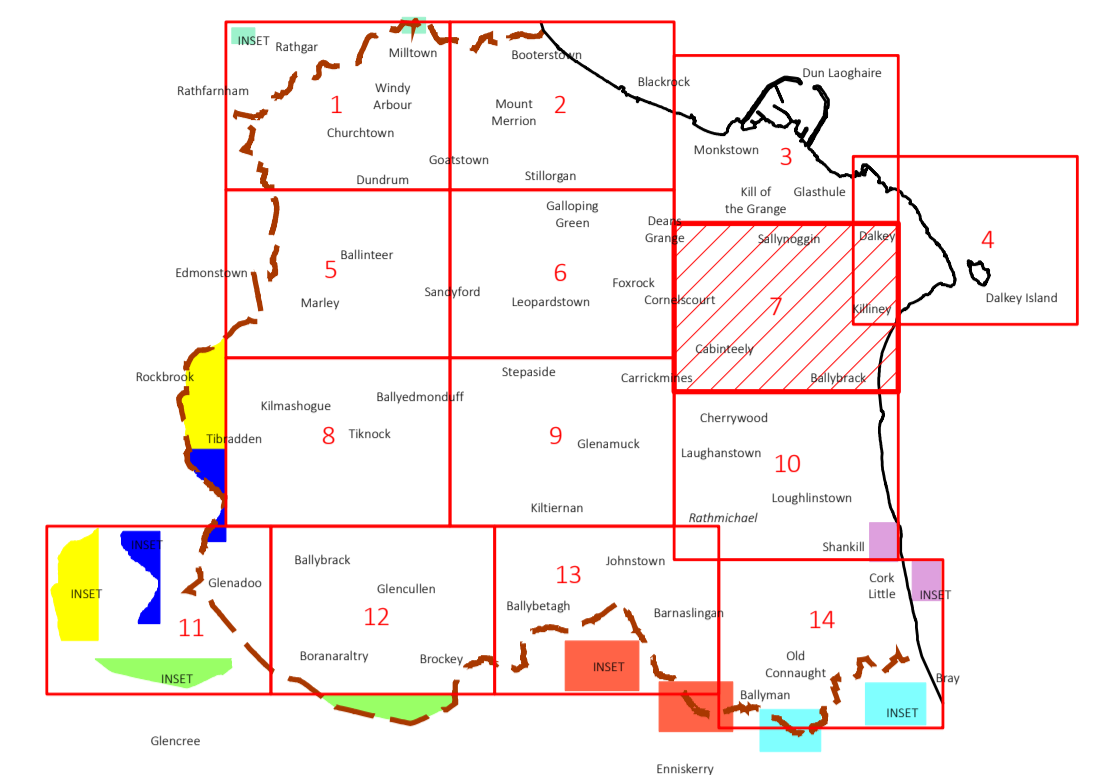 INSET
Rathgar
Milltown
Booterstown
Rathfarnham
Windy
Arbour
1
Mount
Merrion
2
Blackrock
Dun Laoghaire
Churchtown
Goatstown
Monkstown
3
Dundrum
Stillorgan
Kill of
the Grange
Glasthule
Galloping
Green
Deans
Grange
Sallynoggin
Dalkey
4
Edmonstown
5
Ballinteer
6
Foxrock
Marley
Sandyford
Leopardstown
Cornelscourt
7
Killiney
Dalkey Island
Cabinteely
Rockbrook
Stepaside
Carrickmines
Ballybrack
Kilmashogue
Ballyedmonduff
Tibradden
8
Tiknock
9
Glenamuck
Cherrywood
Laughanstown
10
Loughlinstown
Kiltiernan
Rathmichael
INSET
Shankill
Ballybrack
Johnstown
INSET
Glenadoo
Glencullen
13
Cork
Little
INSET
11
12
Ballybetagh
Barnaslingan
14
Boranaraltry
Brockey
INSET
INSET
Old
Connaught
Bray
Ballyman
INSET
Glencree
Enniskerry